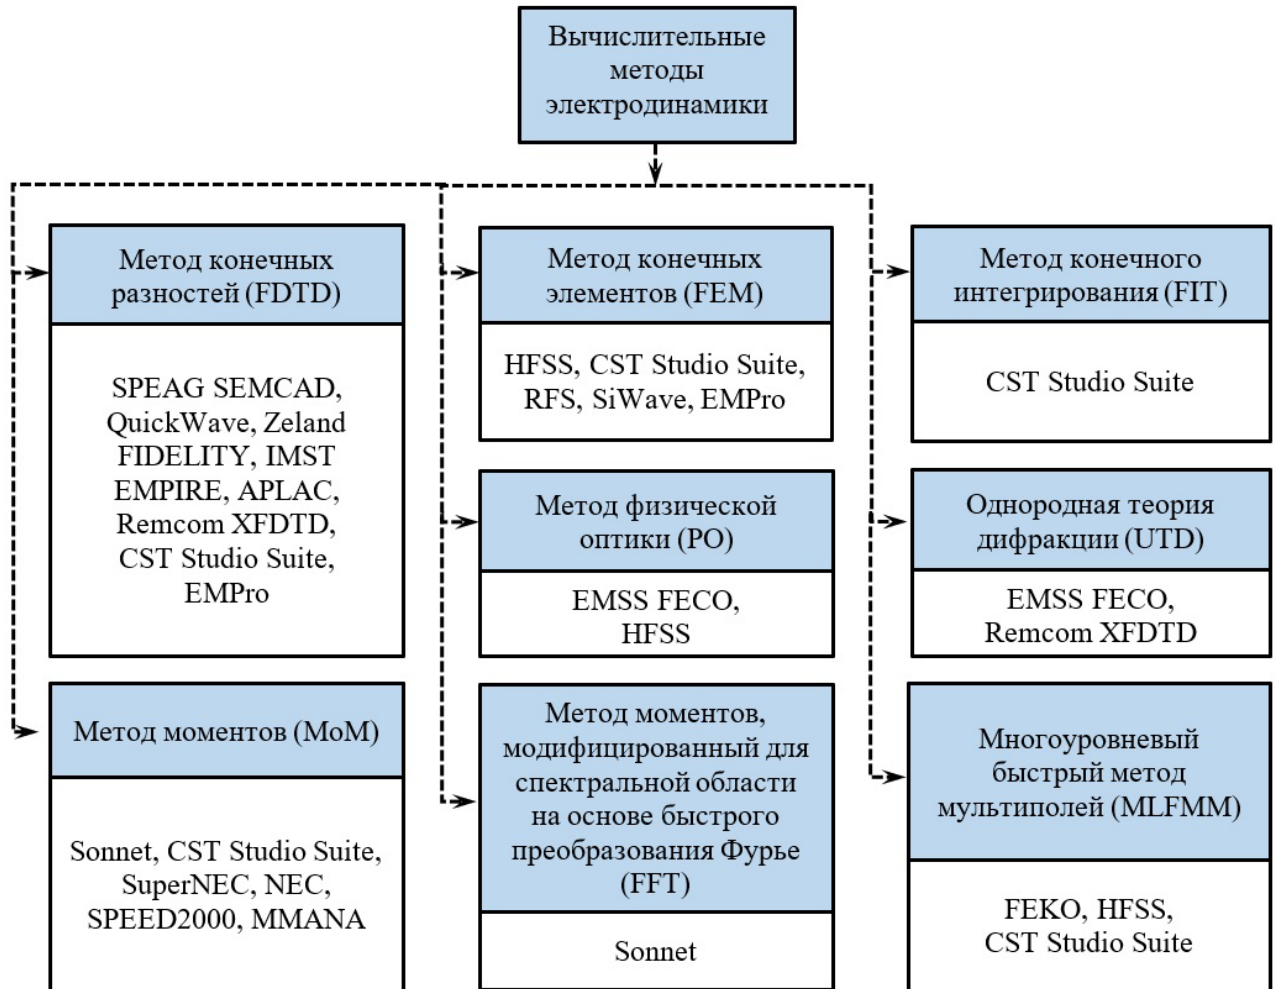 Вычислительные
методы
электродинамики
Метод конечных
разностей (FDTD)
SPEAG SEMCAD,
QuickWave, Zeland
FIDELITY, IMST
EMPIRE, APLAC,
Remcom XFDTD,
CST Studio Suite,
EMPro
Метод моментов (MoM)
Sonnet, CST Studio Suite,
SuperNEC, NEC,
SPEED2000, MMANA
Метод конечных
элементов (FEM)
HFSS, CST Studio Suite,
RFS, SiWave, EMPro
Метод физической
оптики (PO)
EMSS FECO,
HFSS
Метод моментов,
модифицированный для
спектральной области
на основе быстрого
преобразования Фурье
(FFT)
Sonnet
Метод конечного
интегрирования (FIT)
CST Studio Suite
Однородная теория
дифракции (UTD)
EMSS FECO,
Remcom XFDTD
Многоуровневый
быстрый метод
мультиполей (MLFMM)
FEKO, HFSS,
CST Studio Suite